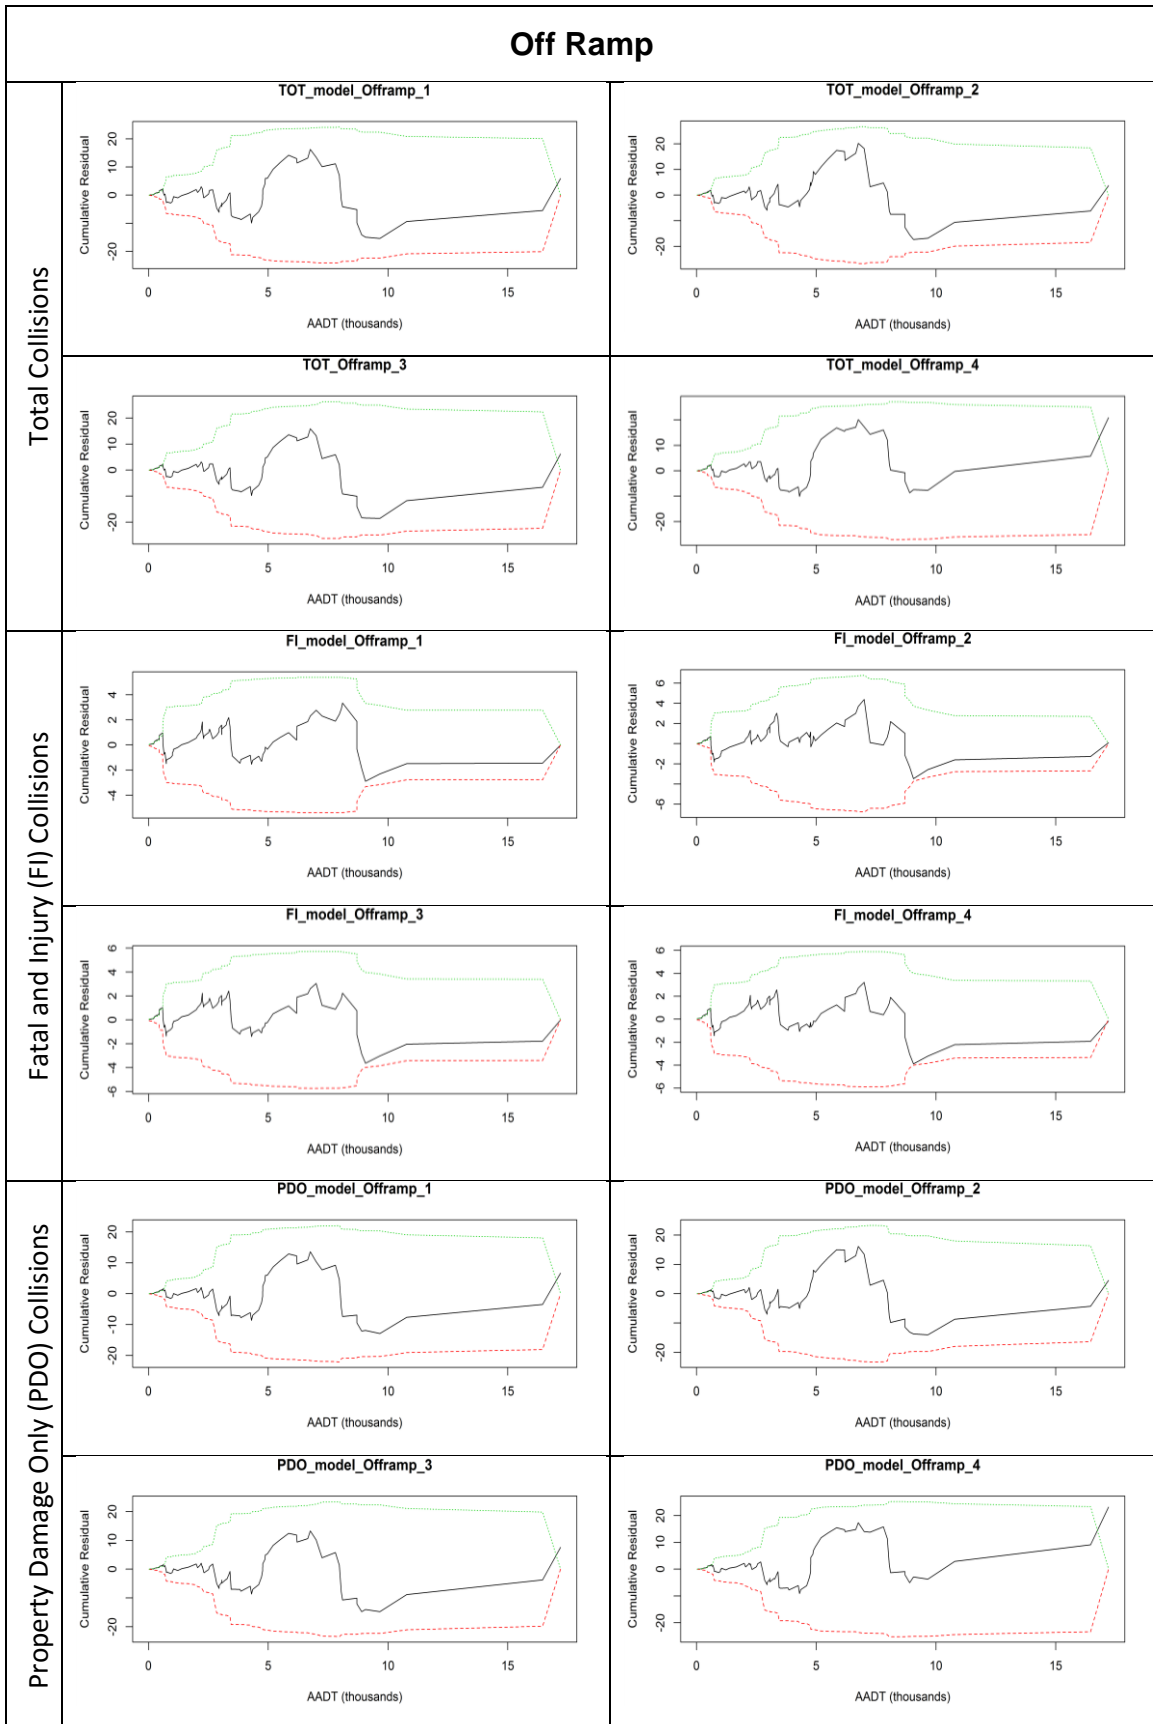 Off Ramp
Total Collisions
TOT_model_Offramp_1
Cumulative Residual
20
10
0
-20
0 5 10 15
AADT (thousands)
TOT_model_Offramp_2
Cumulative Residual
20
10
0
-20
0 5 10 15
AADT (thousands)
TOT_Offramp_3
Cumulative Residual
20
10
0
-20
0 5 10 15
AADT (thousands)
TOT_model_Offramp_4
Cumulative Residual
10
0
-20
0 5 10 15
AADT (thousands)
Fatal and Injury (FI) Collisions
FI_model_Offramp_1
Cumulative Residual
4
2
0
-2
-4
0 5 10 15
AADT (thousands)
FI_model_Offramp_2
Cumulative Residual
6
4
2
-2
-6
0 5 10 15
AADT (thousands)
FI_model_Offramp_3
Cumulative Residual
6
4
2
0
-2
-4
-6
0 5 10 15
AADT (thousands)
FI_model_Offramp_4
Cumulative Residual
6
4
2
0
-2
-4
-6
0 5 10 15
AADT (thousands)
Property Damage Only (PDO) Collisions
PDO_model_Offramp_1
Cumulative Residual
20
10
0
-10
-20
0 5 10 15
AADT (thousands)
PDO_model_Offramp_2
Cumulative Residual
20
10
0
-20
0 5 10 15
AADT (thousands)
PDO_model_Offramp_3
Cumulative Residual
20
10
0
-20
0 5 10 15
AADT (thousands)
PDO_model_Offramp_4
Cumulative Residual
20
10
0
-20
0 5 10 15
AADT (thousands)